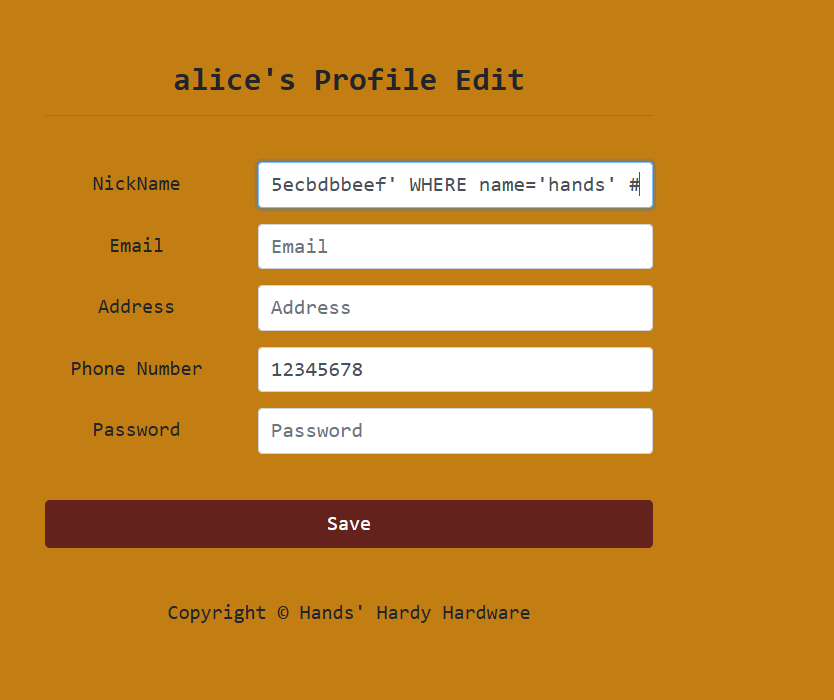 alice's Profile Edit
NickName
5ecbdbbeef' WHERE name='hands' #
Email
Email
Address
Address
Phone Number
12345678
Password
Password
Save
Copyright © Hands' Hardy Hardware